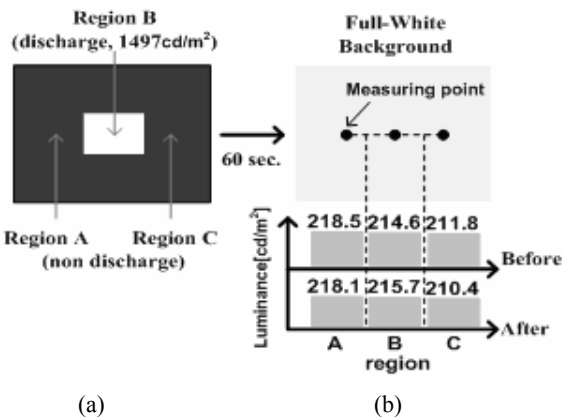 Region B
(discharge, 1497cd/m²)
Region A
Region C
(non discharge)
60 sec.
Full-White
Background
Measuring point
Luminance[cd/m²]
218.5 214.6 211.8
Before
218.1 215.7 210.4
After
A B C
region
(a)
(b)